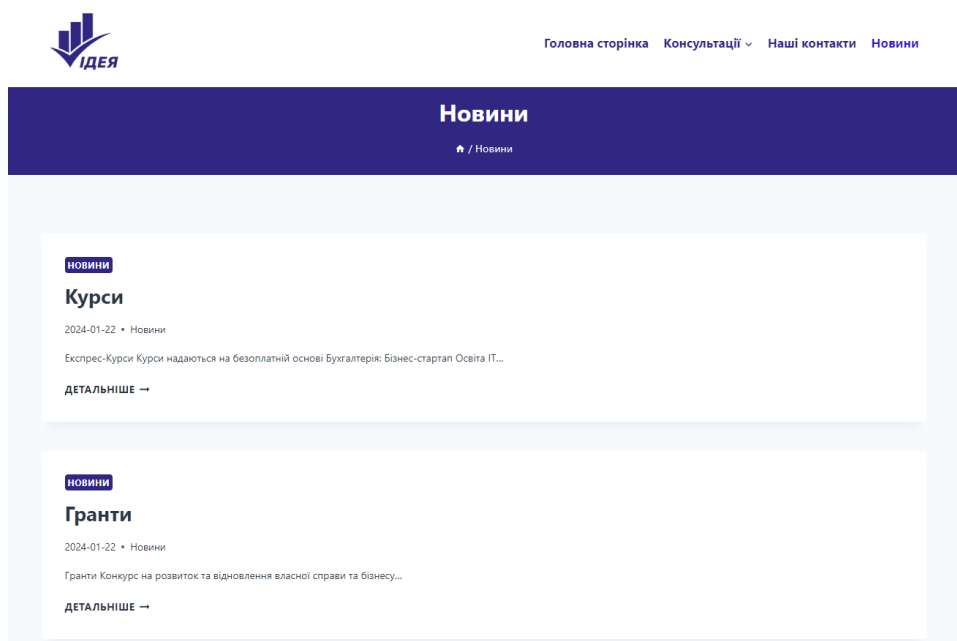 ІДЕЯ
Головна сторінка Консультації Наші контакти Новини
Новини
/ Новини
НОВИНИ
Курси
2024-01-22 • Новини
Експрес-Курси Курси надаються на безоплатній основі Бухгалтерія: Бізнес-стартап Освіта ІТ...
ДЕТАЛЬНІШЕ →
НОВИНИ
Гранти
2024-01-22 • Новини
Гранти Конкурс на розвиток та відновлення власної справи та бізнесу...
ДЕТАЛЬНІШЕ →